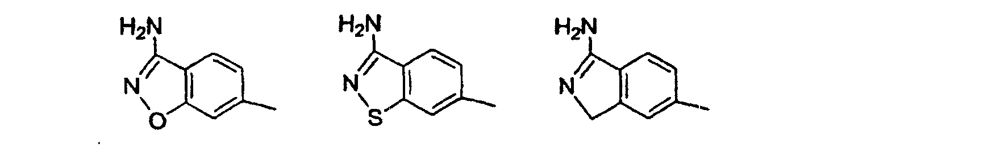 H₂N H₂N H₂N
N N N
O S